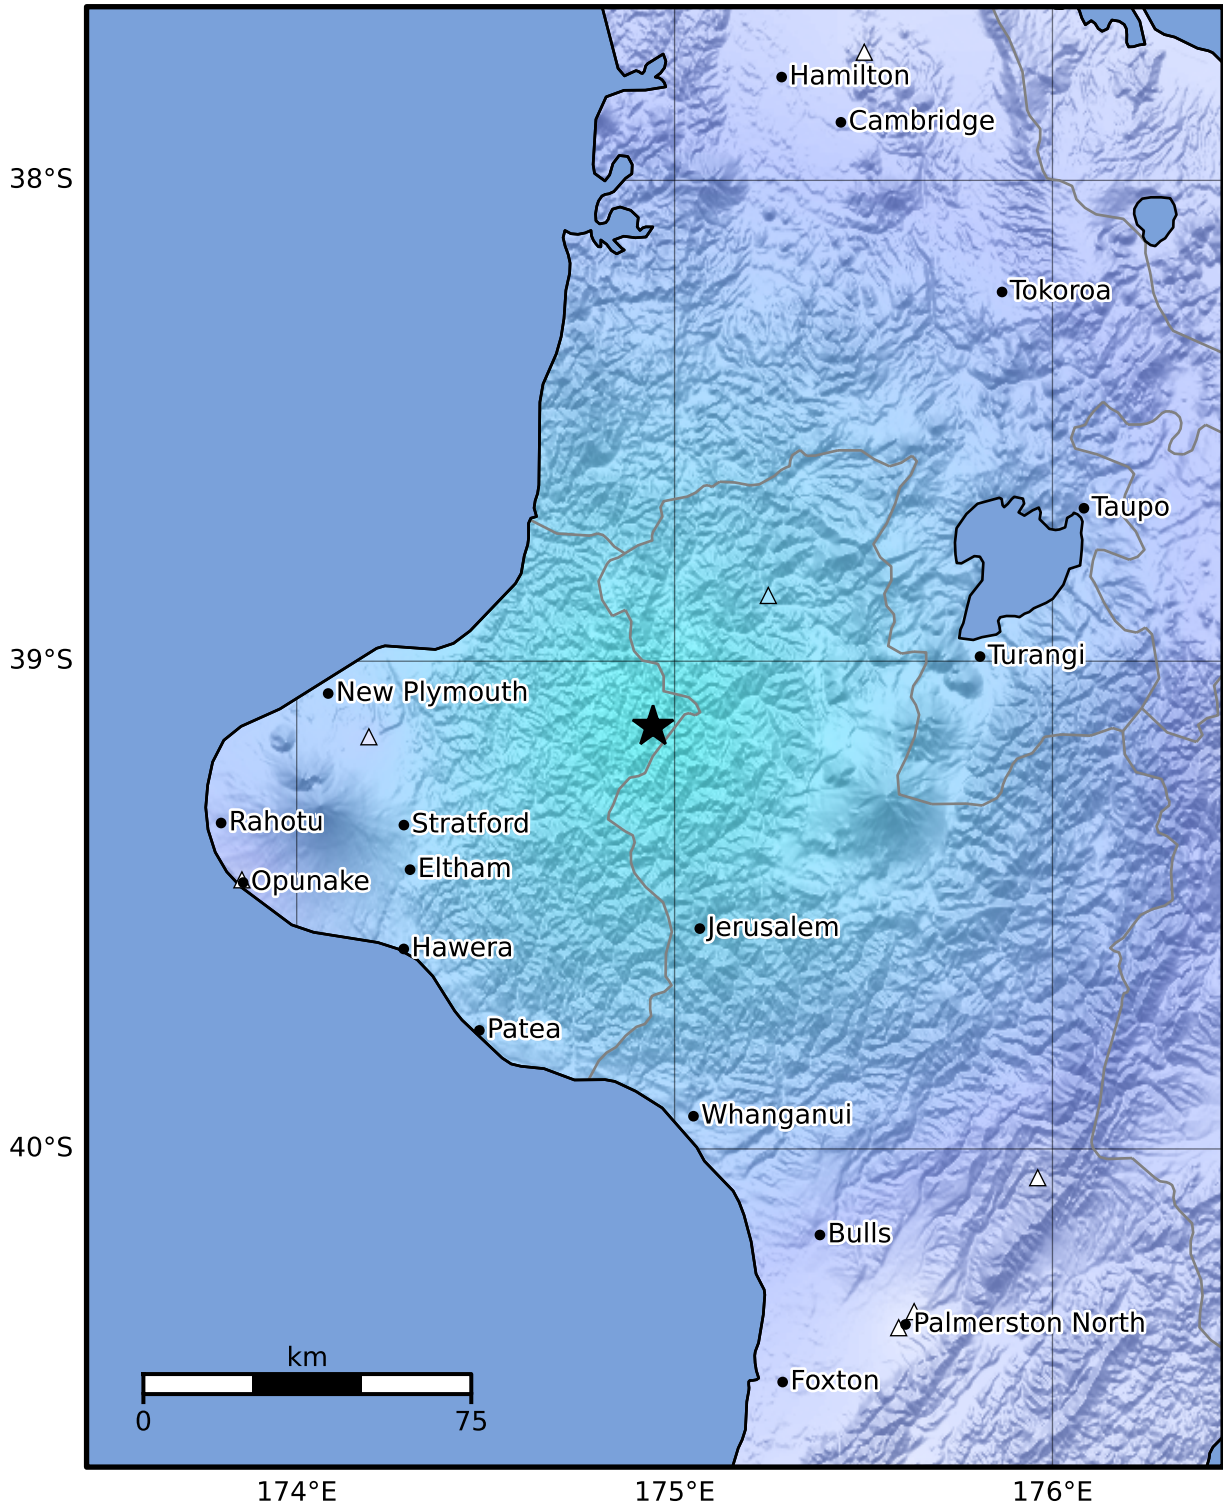 Hamilton
Cambridge
38°S
Tokoroa
Taupo
39°S
Turangi
New Plymouth
Rahotu
Stratford
Eltham
Opunake
Jerusalem
Hawera
Patea
Whanganui
40°S
Bulls
Palmerston North
km
Foxton
0 75
174°E 175°E 176°E